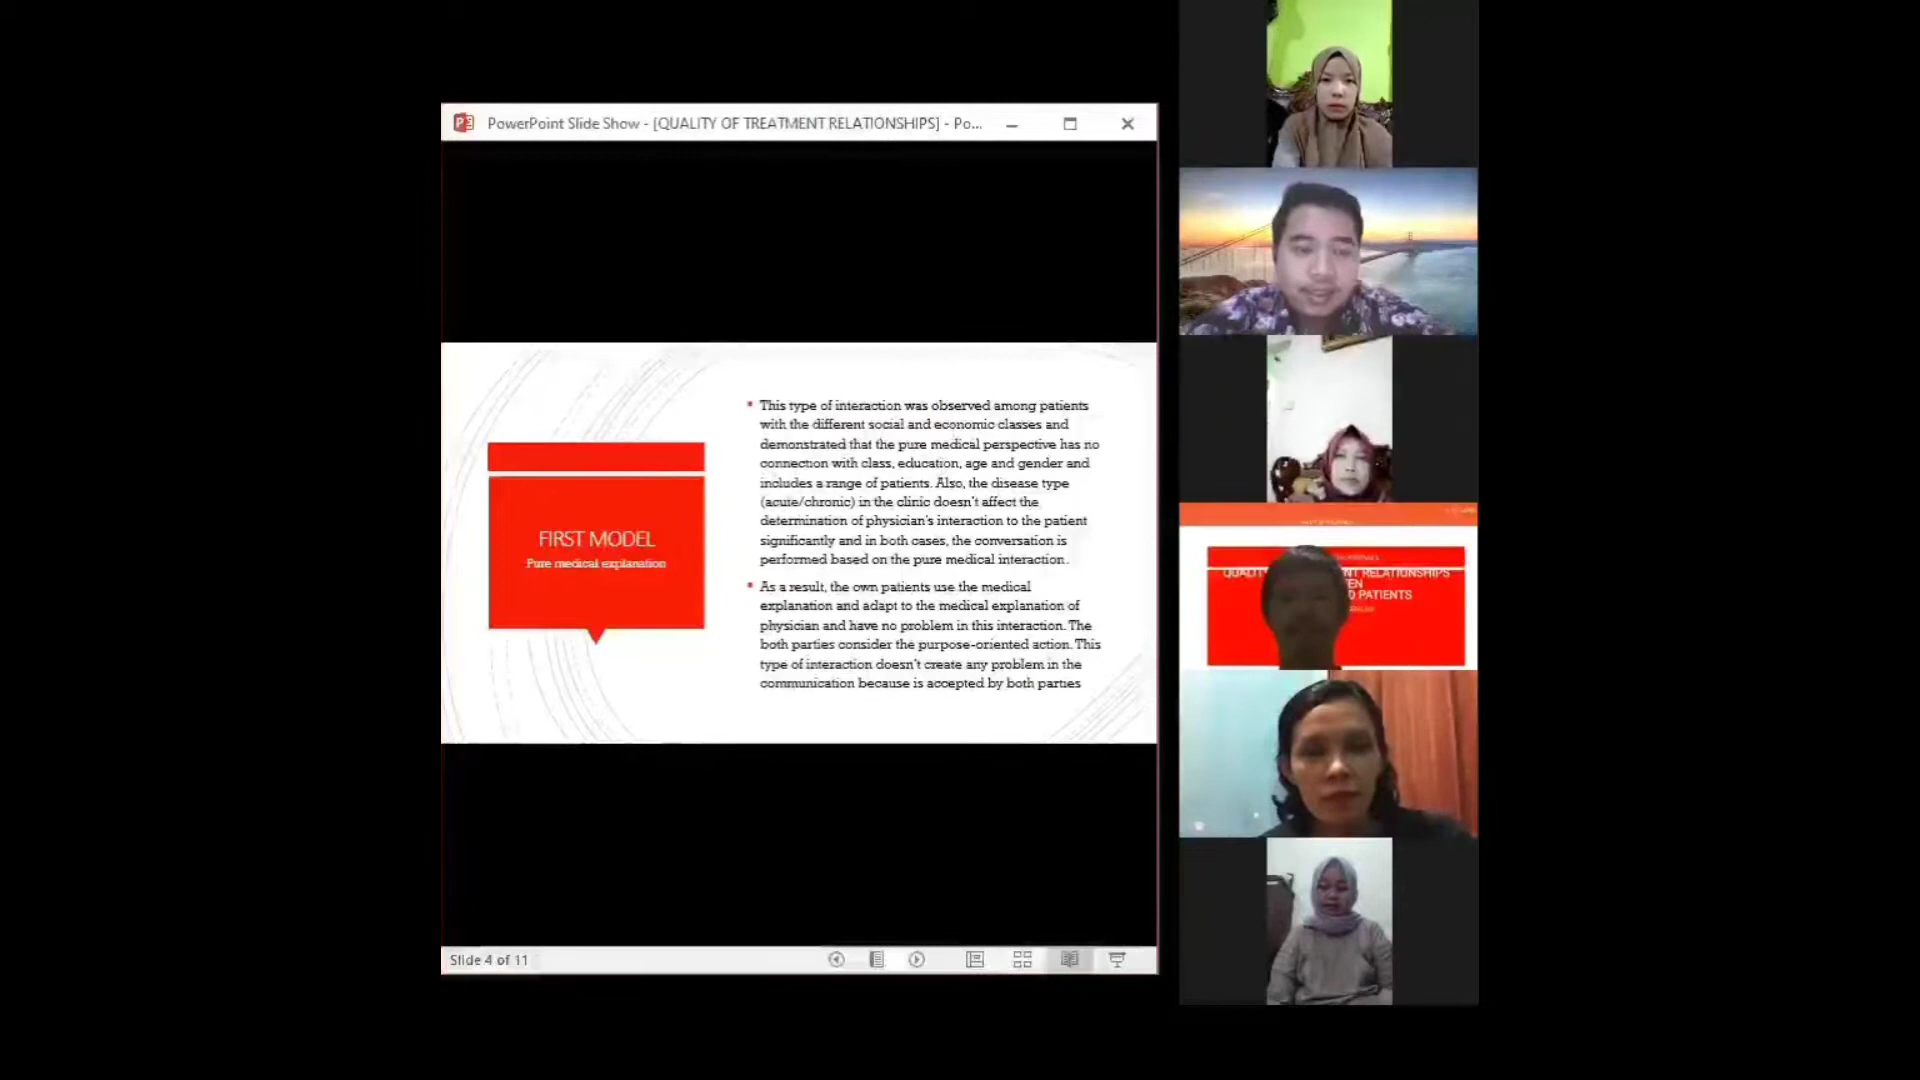 PowerPoint Slide Show - [QUALITY OF TREATMENT RELATIONSHIPS] - Po...
FIRST MODEL
Pure medical explanation
This type of interaction was observed among patients
with the different social and economic classes and
demonstrated that the pure medical perspective has no
connection with class, education, age and gender and
includes a range of patients. Also, the disease type
(acute/chronic) in the clinic doesn't affect the
determination of physician's interaction to the patient
significantly and in both cases, the conversation is
performed based on the pure medical interaction.
As a result, the own patients use the medical
explanation and adapt to the medical explanation of
physician and have no problem in this interaction. The
both parties consider the purpose-oriented action. This
type of interaction doesn't create any problem in the
communication because is accepted by both parties
Slide 4 of 11
NT RELATIONSHIPS
EN
D PATIENTS